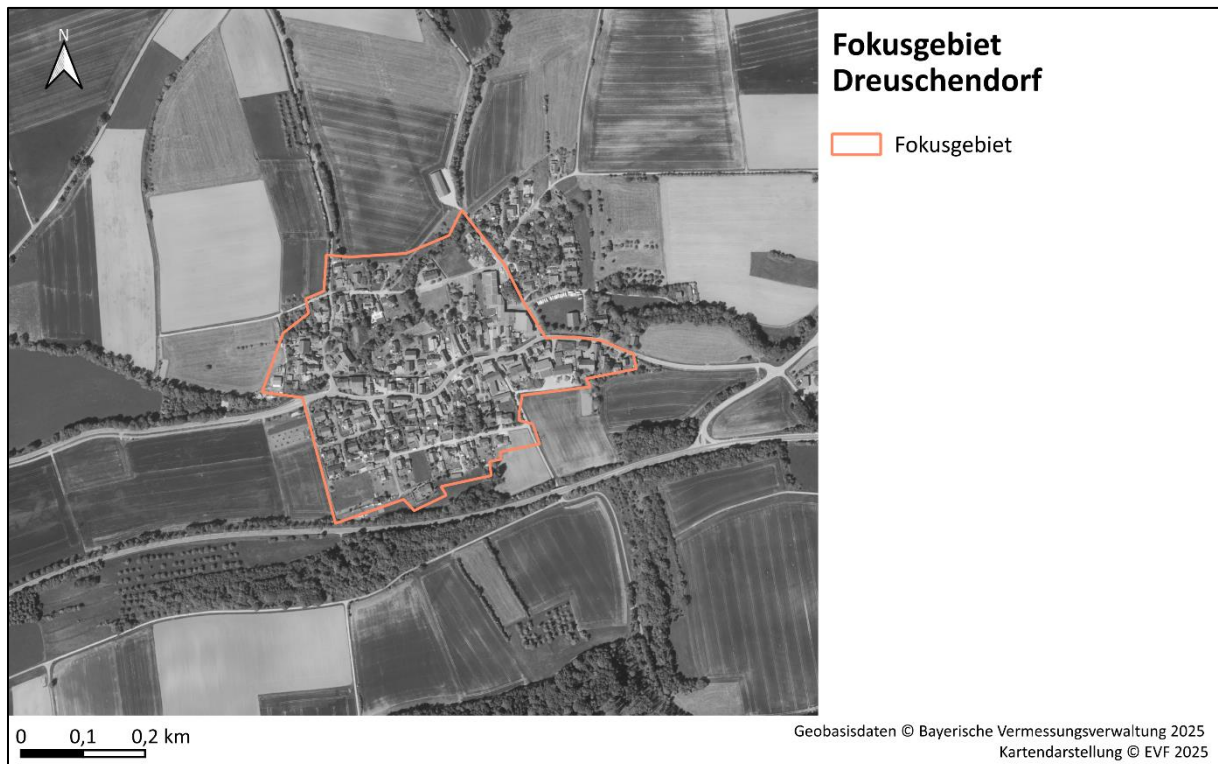 N
Fokusgebiet
Dreuschendorf
Fokusgebiet
0 0,1 0,2 km
Geobasisdaten © Bayerische Vermessungsverwaltung 2025
Kartendarstellung © EVF 2025